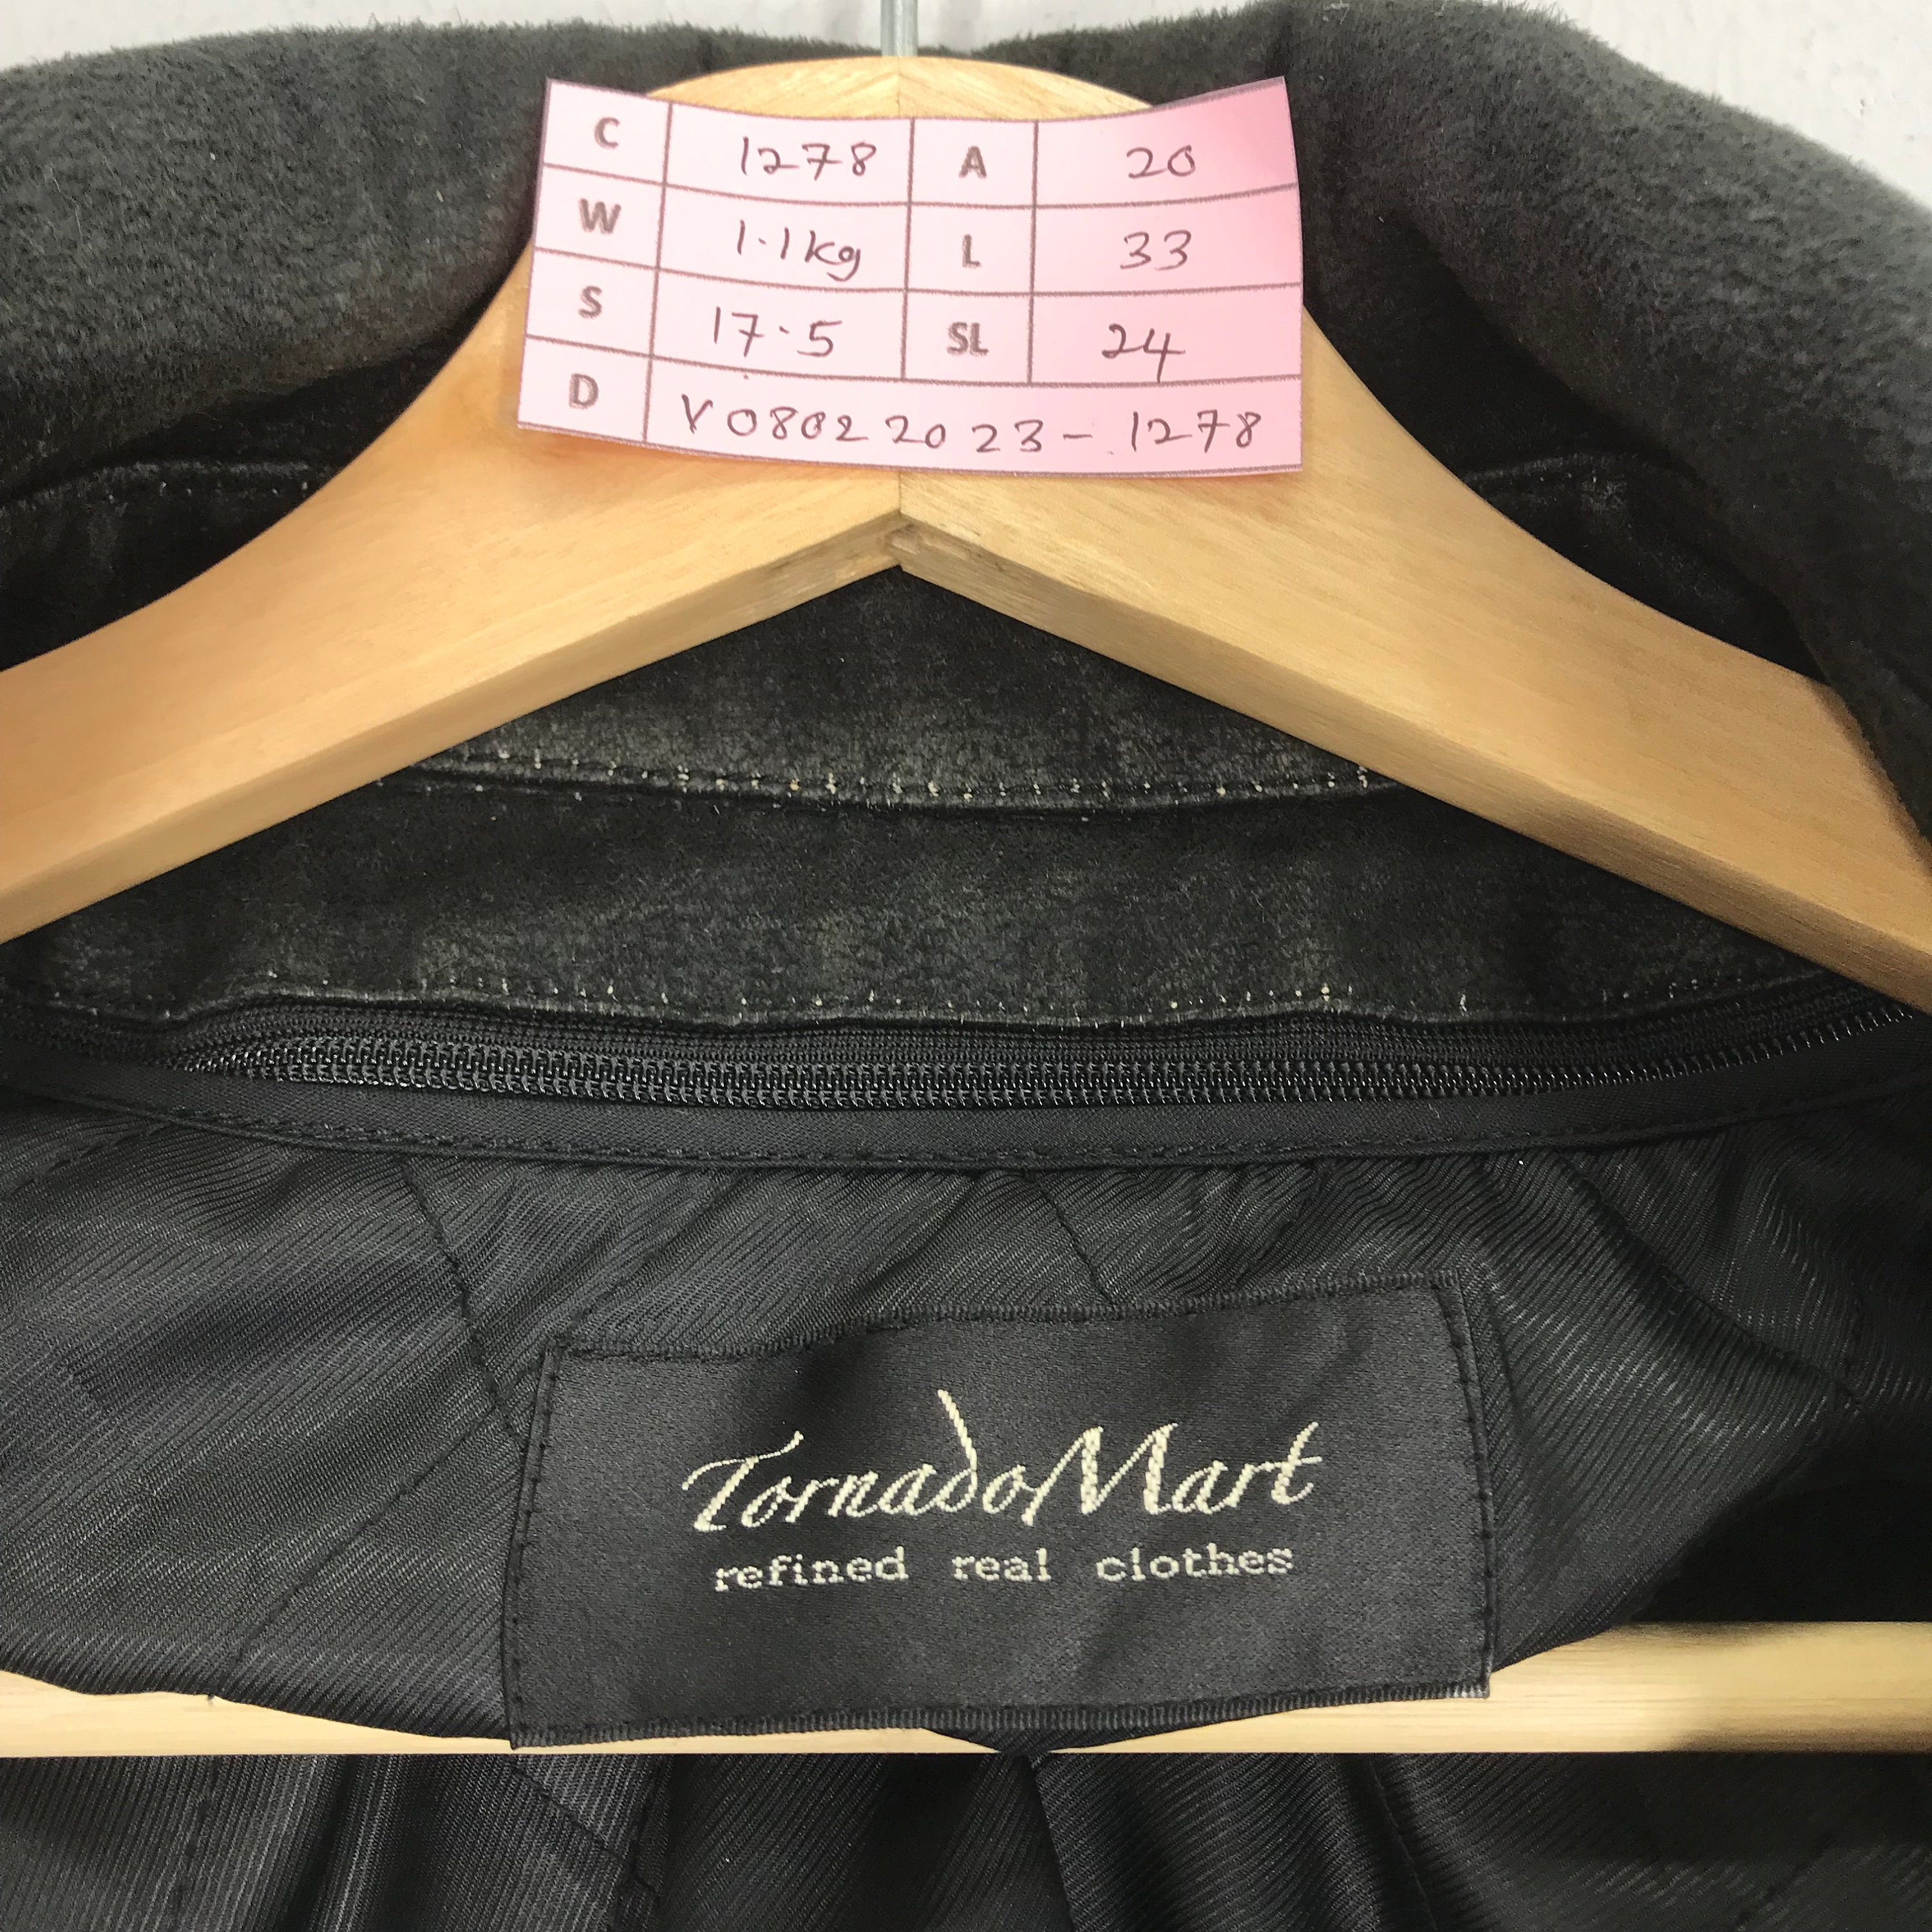 C 1278 A 20
W 1.1kg L 33
S 17.5 SL 24
D V08022023-1278
TornadoMart
refined real clothes